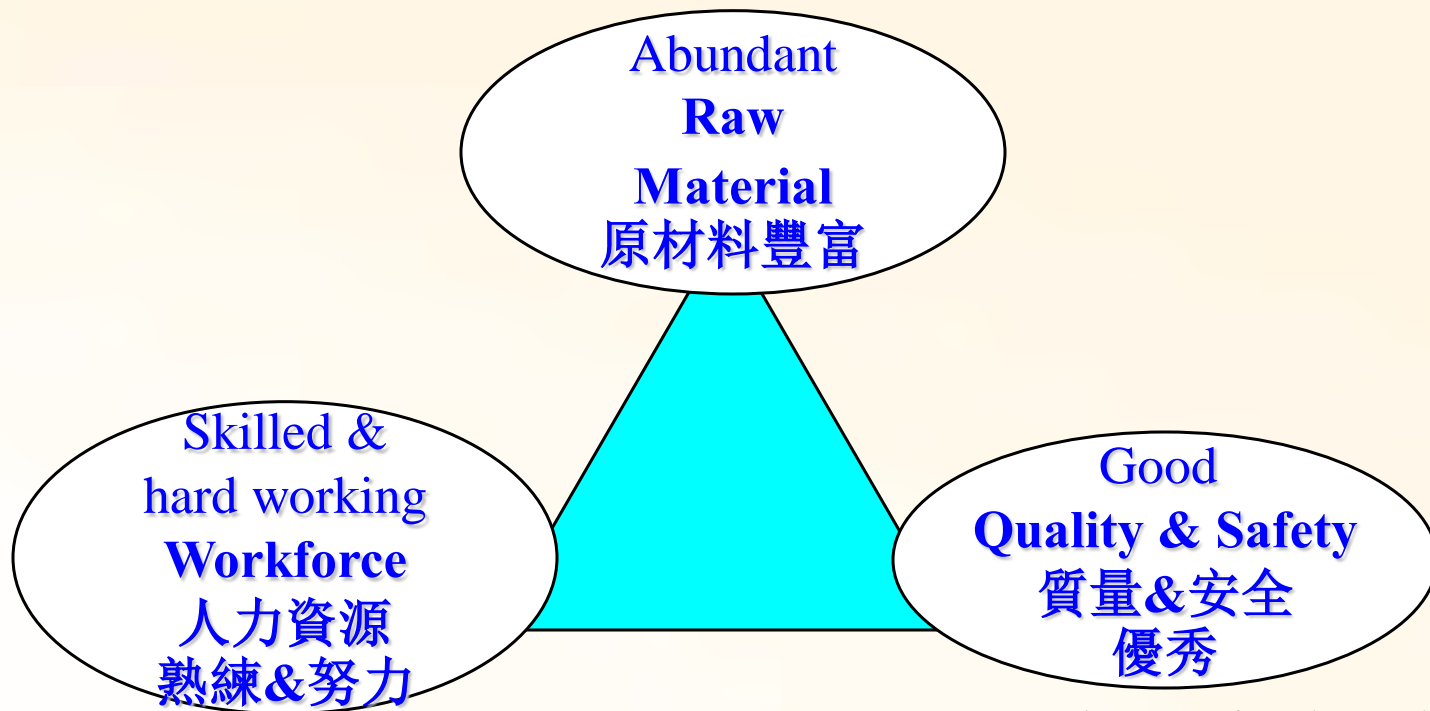 Abundant
Raw
Material
原材料豐富
Skilled &
hard working
Workforce
人力資源
熟練&努力
Good
Quality & Safety
質量&安全
優秀